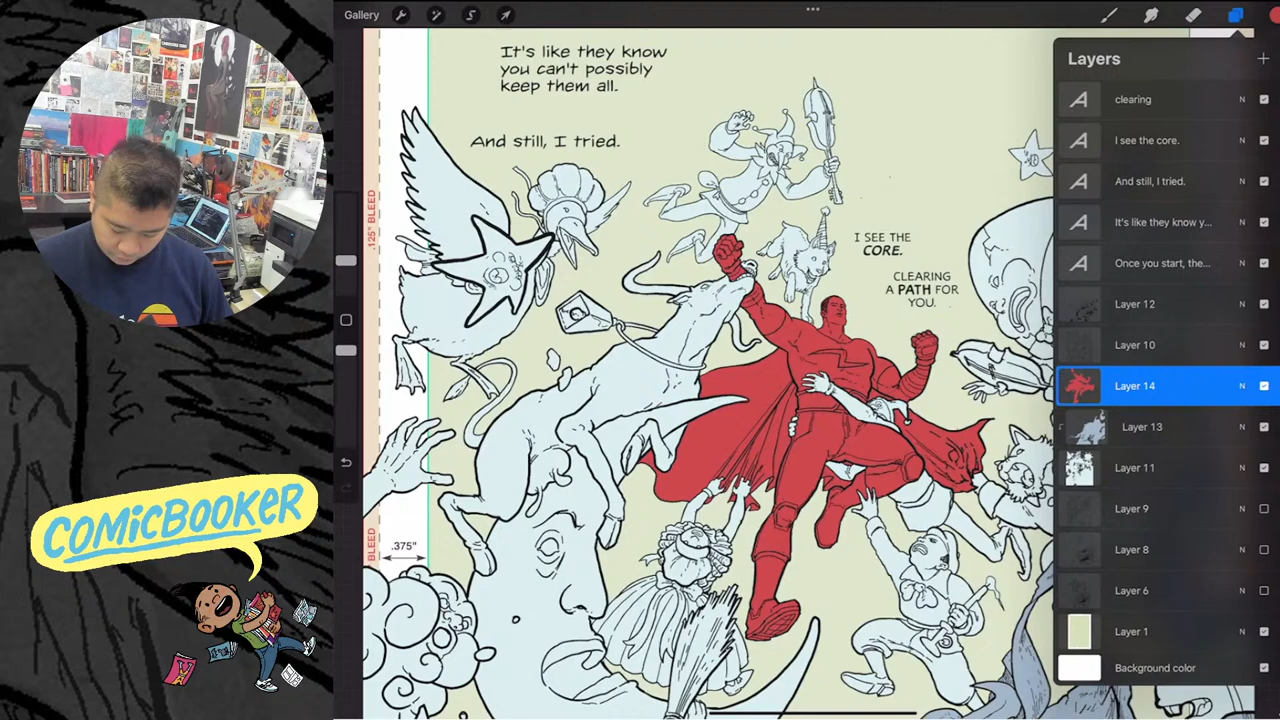 Gallery
It's like they know
you can't possibly
keep them all.
And still, I tried.
I SEE THE
CORE.
CLEARING
A PATH FOR
YOU.
.125" BLEED
BLEED
.375"
COMICBOOKER
Layers
clearing N
I see the core. N
And still, I tried. N
It's like they know y... N
Once you start, the... N
Layer 12 N
Layer 10 N
Layer 14 N
Layer 13 N
Layer 11 N
Layer 9 N
Layer 8 N
Layer 6 N
Layer 1 N
Background color